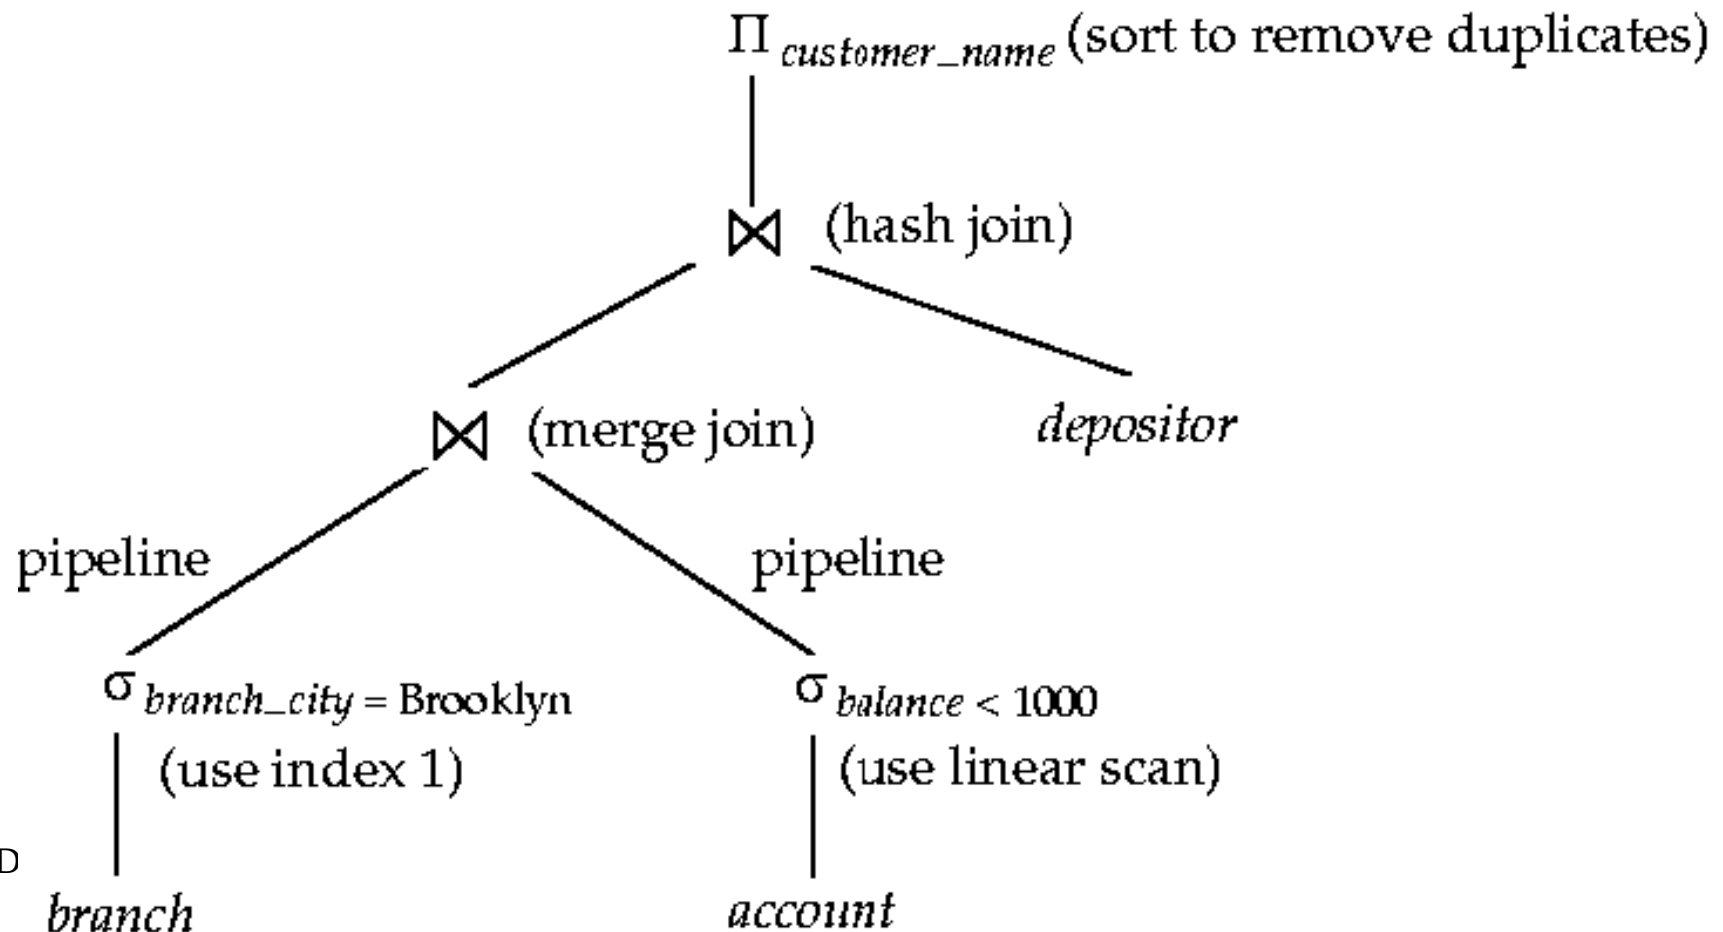 Π customer_name (sort to remove duplicates)
⋈ (hash join)
⋈ (merge join)
depositor
pipeline
pipeline
σ branch_city = Brooklyn
σ balance < 1000
(use index 1)
(use linear scan)
D
branch
account